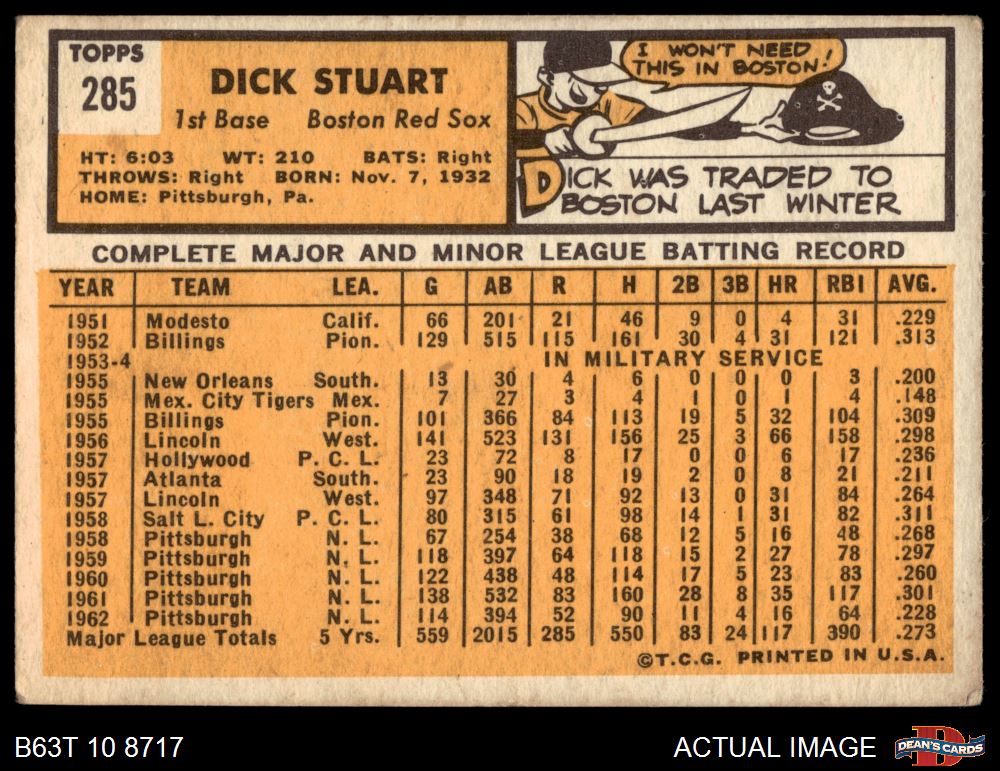 TOPPS
285
DICK STUART
1st Base Boston Red Sox
HT: 6:03 WT: 210 BATS: Right
THROWS: Right BORN: Nov. 7, 1932
HOME: Pittsburgh, Pa.
I WON'T NEED
THIS IN BOSTON!
DICK WAS TRADED TO
BOSTON LAST WINTER
COMPLETE MAJOR AND MINOR LEAGUE BATTING RECORD
YEAR TEAM LEA. G AB R H 2B 3B HR RBI AVG.
1951 Modesto Calif. 66 201 21 46 9 0 4 31 .229
1952 Billings Pion. 129 515 115 161 30 4 31 121 .313
1953-4 IN MILITARY SERVICE
1955 New Orleans South. 13 30 4 6 0 0 0 3 .200
1955 Mex. City Tigers Mex. 7 27 3 4 1 0 1 4 .148
1955 Billings Pion. 101 366 84 113 19 5 32 104 .309
1956 Lincoln West. 141 523 131 156 25 3 66 158 .298
1957 Hollywood P. C. L. 23 72 8 17 0 0 6 17 .236
1957 Atlanta South. 23 90 18 19 2 0 8 21 .211
1957 Lincoln West. 97 348 71 92 13 0 31 84 .264
1958 Salt L. City P. C. L. 80 315 61 98 14 1 31 82 .311
1958 Pittsburgh N. L. 67 254 38 68 12 5 16 48 .268
1959 Pittsburgh N. L. 118 397 64 118 15 2 27 78 .297
1960 Pittsburgh N. L. 122 438 48 114 17 5 23 83 .260
1961 Pittsburgh N. L. 138 532 83 160 28 8 35 117 .301
1962 Pittsburgh N. L. 114 394 52 90 11 4 16 64 .228
Major League Totals 5 Yrs. 559 2015 285 550 83 24 117 390 .273
©T.C.G. PRINTED IN U.S.A.
B63T 10 8717
ACTUAL IMAGE
DEAN'S CARDS